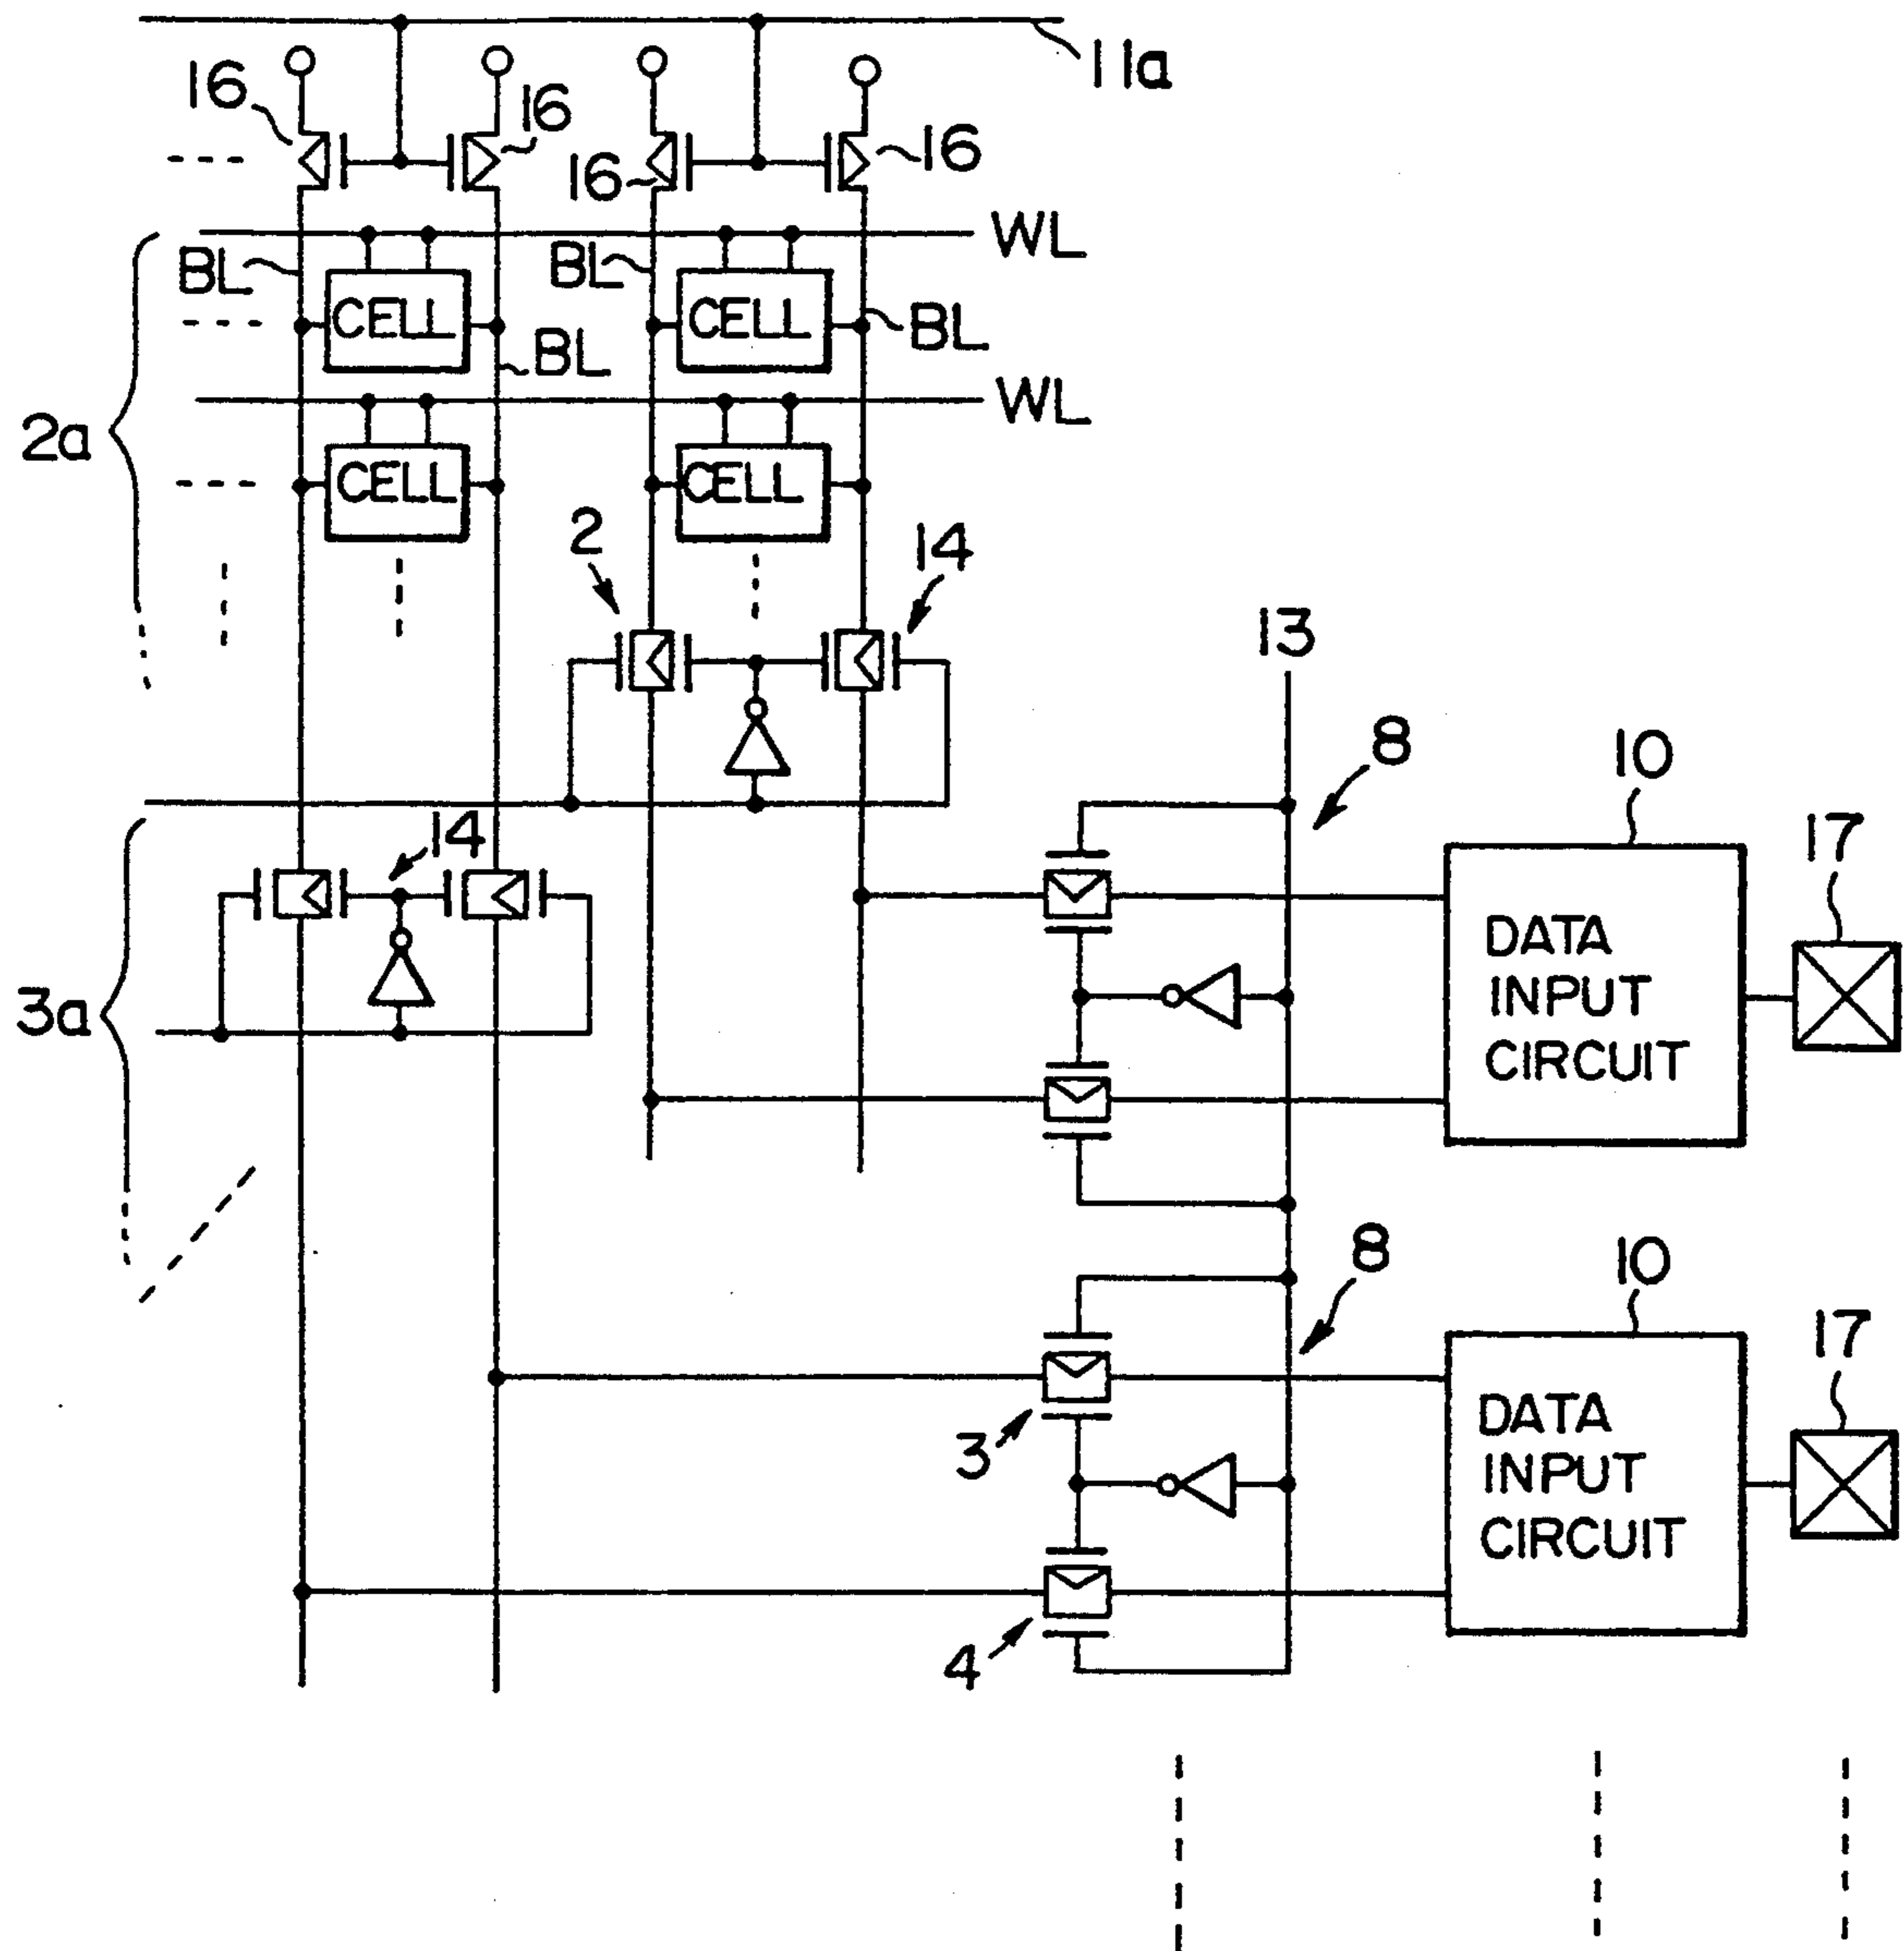 11a
16
16
16
16
WL
BL
BL
CELL
CELL
BL
BL
WL
2a
CELL
CELL
2
14
13
8
10
17
14
DATA
INPUT
CIRCUIT
3a
8
10
17
3
DATA
INPUT
CIRCUIT
4